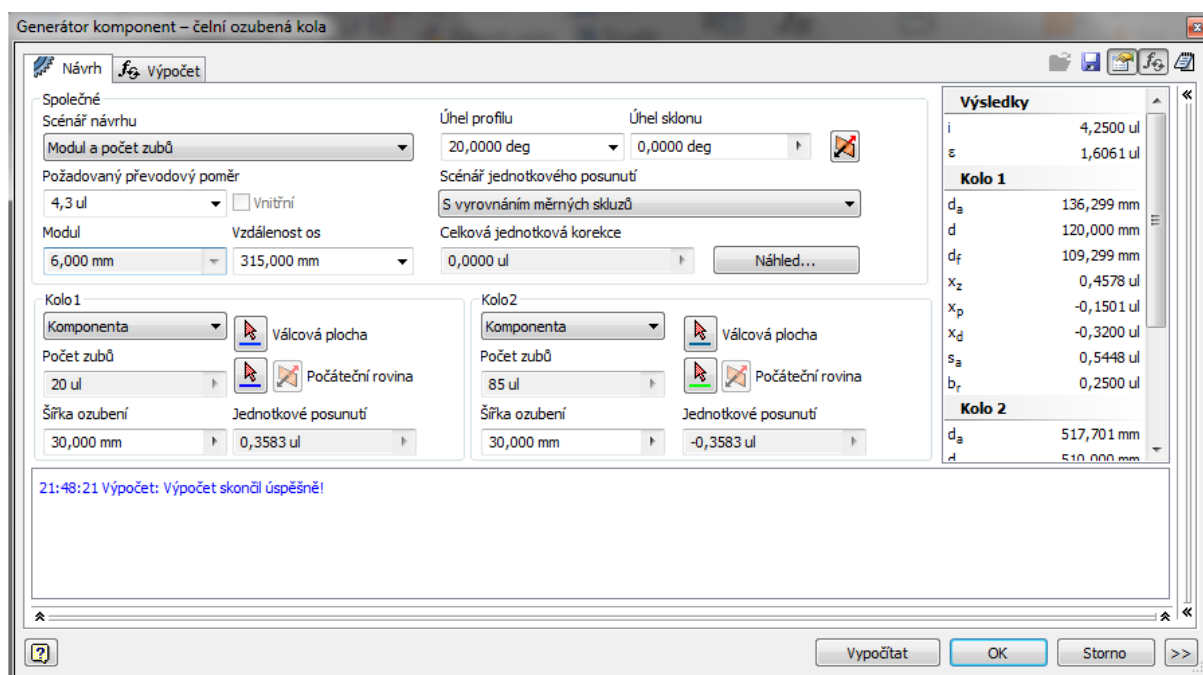 Generátor komponent – čelní ozubená kola
Návrh
Výpočet
Společné
Scénář návrhu
Modul a počet zubů
Požadovaný převodový poměr
4,3 ul
Vnitřní
Modul
Vzdálenost os
6,000 mm
315,000 mm
Úhel profilu
Úhel sklonu
20,0000 deg
0,0000 deg
Scénář jednotkového posunutí
S vyrovnáním měrných skluzů
Celková jednotková korekce
0,0000 ul
Náhled...
Kolo1
Komponenta
Válcová plocha
Počet zubů
20 ul
Počáteční rovina
Šířka ozubení
Jednotkové posunutí
30,000 mm
0,3583 ul
Kolo2
Komponenta
Válcová plocha
Počet zubů
85 ul
Počáteční rovina
Šířka ozubení
Jednotkové posunutí
30,000 mm
-0,3583 ul
Výsledky
i 4,2500 ul
ε 1,6061 ul
Kolo 1
da 136,299 mm
d 120,000 mm
df 109,299 mm
xz 0,4578 ul
xp -0,1501 ul
xd -0,3200 ul
sa 0,5448 ul
br 0,2500 ul
Kolo 2
da 517,701 mm
d 510,000 mm
21:48:21 Výpočet: Výpočet skončil úspěšně!
Vypočítat
OK
Storno
>>